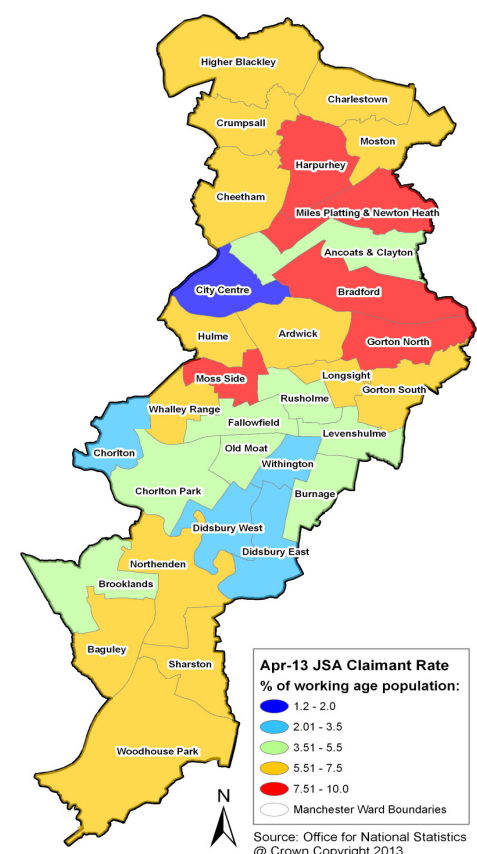 Higher Blackley
Charlestown
Crumpsall
Moston
Harpurhey
Cheetham
Miles Platting & Newton Heath
Ancoats & Clayton
City Centre
Bradford
Hulme
Ardwick
Gorton North
Moss Side
Longsight
Gorton South
Rusholme
Whalley Range
Fallowfield
Levenshulme
Chorlton
Old Moat
Withington
Chorlton Park
Burnage
Didsbury West
Didsbury East
Northenden
Brooklands
Baguley
Sharston
Woodhouse Park
Apr-13 JSA Claimant Rate
% of working age population:
1.2 - 2.0
2.01 - 3.5
3.51 - 5.5
5.51 - 7.5
7.51 - 10.0
Manchester Ward Boundaries
N
Source: Office for National Statistics
@ Crown Copyright 2013